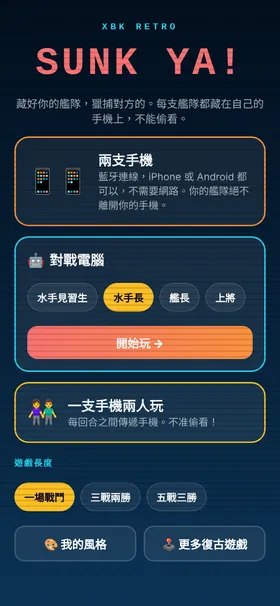 XBK RETRO
SUNK YA!
藏好你的艦隊，獵捕對方的。每支艦隊都藏在自己的
手機上，不能偷看。
兩支手機
藍牙連線，iPhone 或 Android 都
可以，不需要網路。你的艦隊絕不
離開你的手機。
對戰電腦
水手見習生
水手長
艦長
上將
開始玩 →
一支手機兩人玩
每回合之間傳遞手機。不准偷看！
遊戲長度
一場戰鬥
三戰兩勝
五戰三勝
我的風格
更多復古遊戲